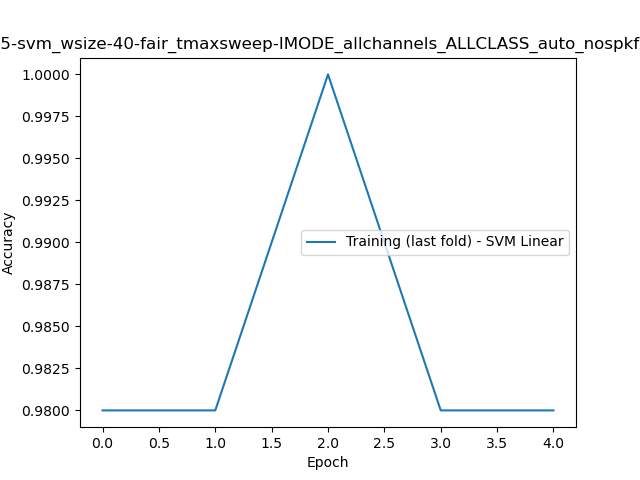 5-svm_wsize-40-fair_tmaxsweep-IMODE_allchannels_ALLCLASS_auto_nospkf
1.0000
0.9975
0.9950
0.9925
0.9900
0.9875
0.9850
0.9825
0.9800
Accuracy
Training (last fold) - SVM Linear
0.0 0.5 1.0 1.5 2.0 2.5 3.0 3.5 4.0
Epoch